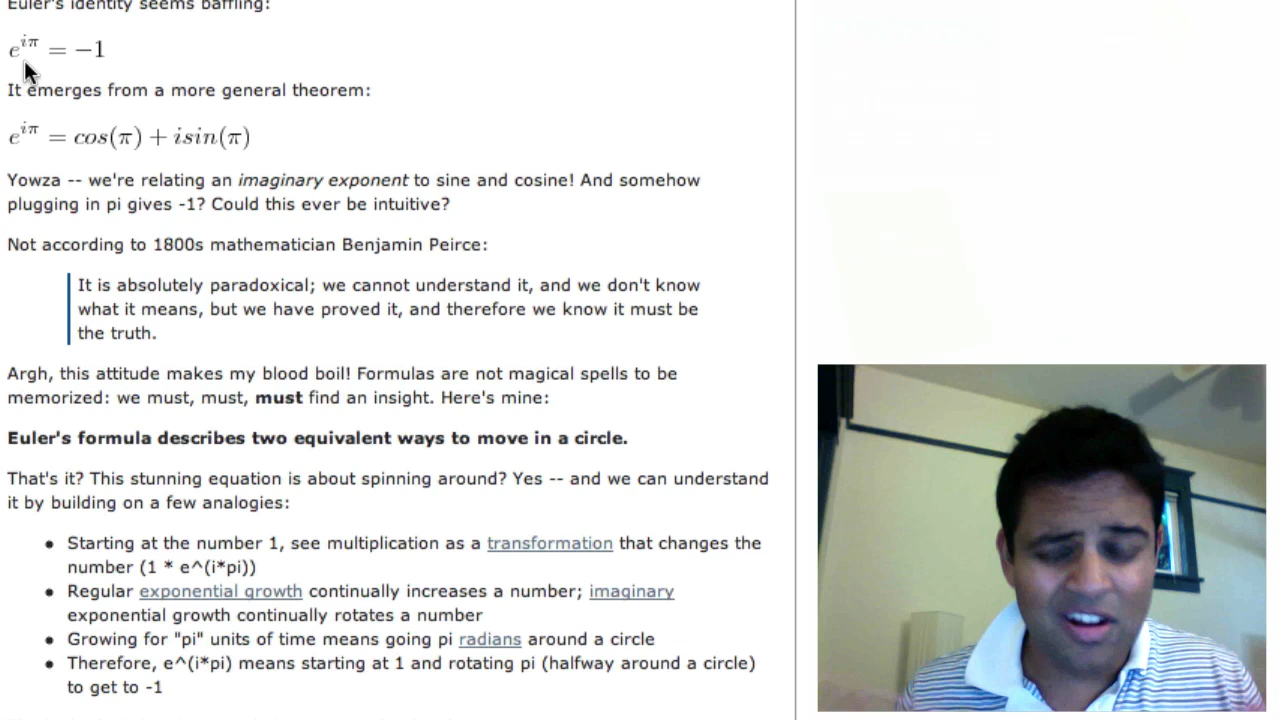 Euler's identity seems baffling:
e^{iπ} = −1
It emerges from a more general theorem:
e^{iπ} = cos(π) + isin(π)
Yowza -- we're relating an imaginary exponent to sine and cosine! And somehow
plugging in pi gives -1? Could this ever be intuitive?
Not according to 1800s mathematician Benjamin Peirce:
It is absolutely paradoxical; we cannot understand it, and we don't know
what it means, but we have proved it, and therefore we know it must be
the truth.
Argh, this attitude makes my blood boil! Formulas are not magical spells to be
memorized: we must, must, must find an insight. Here's mine:
Euler's formula describes two equivalent ways to move in a circle.
That's it? This stunning equation is about spinning around? Yes -- and we can understand
it by building on a few analogies:
• Starting at the number 1, see multiplication as a transformation that changes the
number (1 * e^(i*pi))
• Regular exponential growth continually increases a number; imaginary
exponential growth continually rotates a number
• Growing for "pi" units of time means going pi radians around a circle
• Therefore, e^(i*pi) means starting at 1 and rotating pi (halfway around a circle)
to get to -1